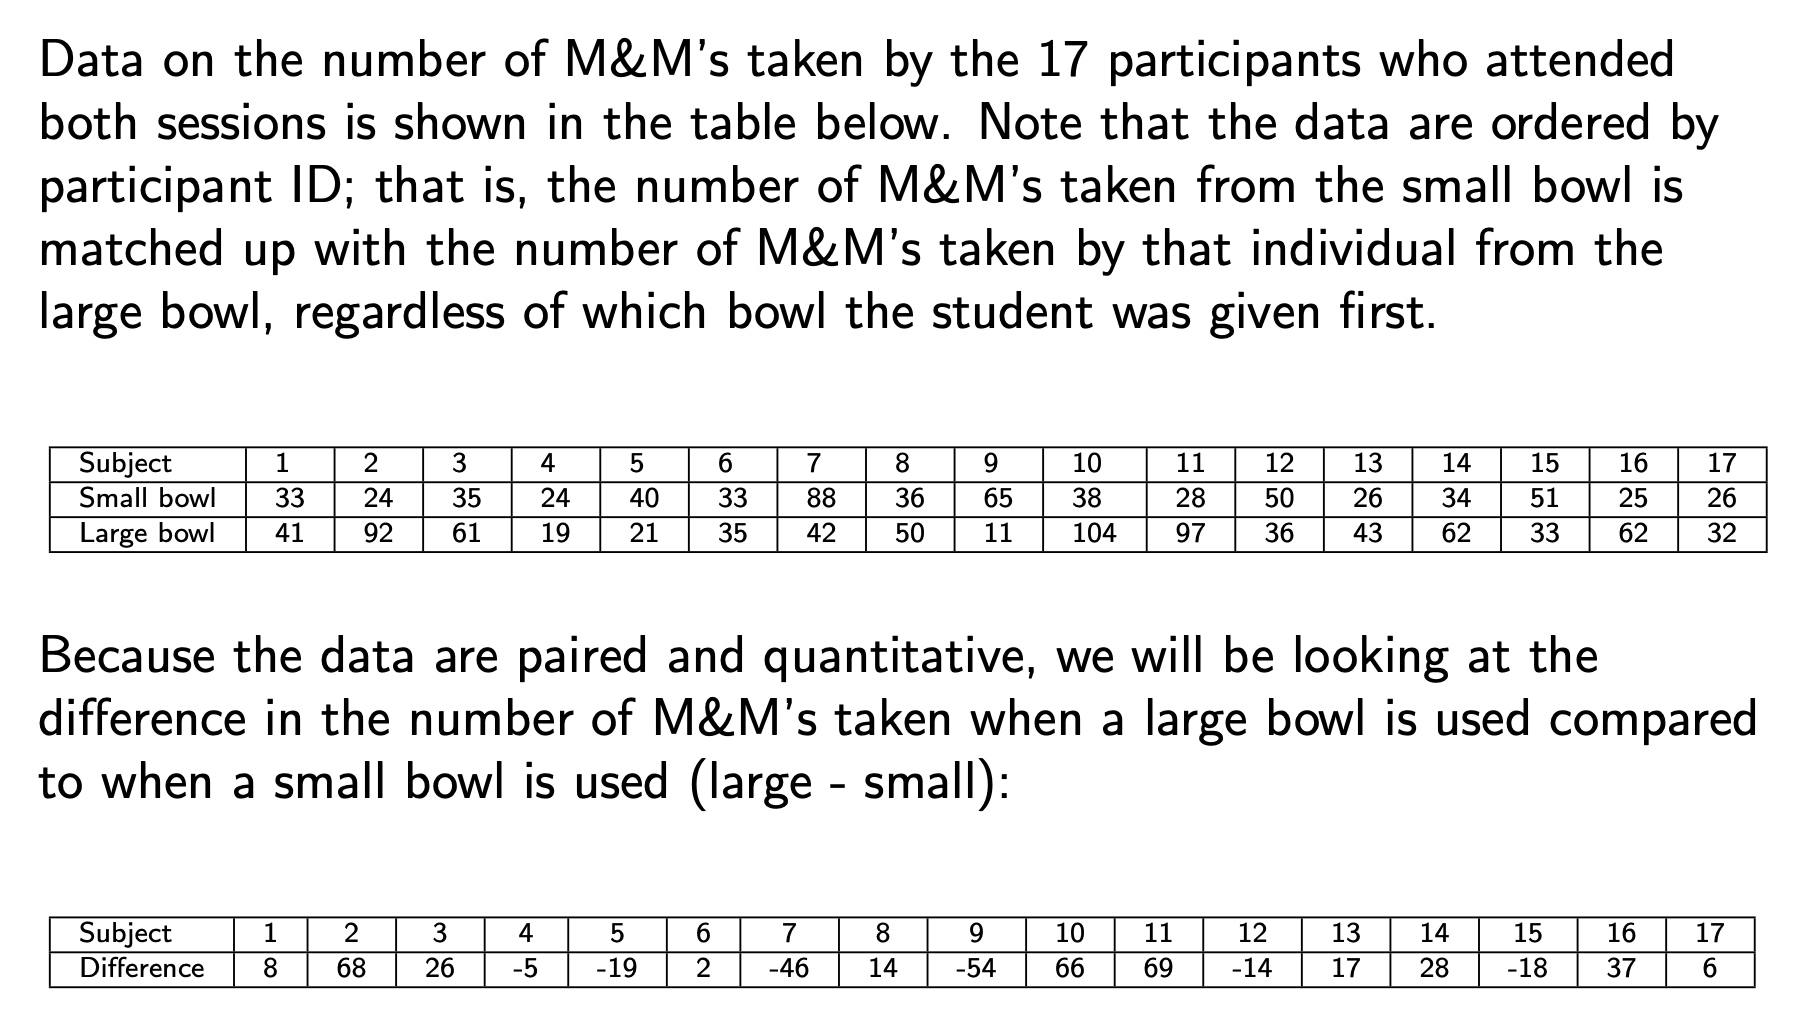 Data on the number of M&M's taken by the 17 participants who attended
both sessions is shown in the table below. Note that the data are ordered by
participant ID; that is, the number of M&M's taken from the small bowl is
matched up with the number of M&M's taken by that individual from the
large bowl, regardless of which bowl the student was given first.
Subject 1 2 3 4 5 6 7 8 9 10 11 12 13 14 15 16 17
Small bowl 33 24 35 24 40 33 88 36 65 38 28 50 26 34 51 25 26
Large bowl 41 92 61 19 21 35 42 50 11 104 97 36 43 62 33 62 32
Because the data are paired and quantitative, we will be looking at the
difference in the number of M&M's taken when a large bowl is used compared
to when a small bowl is used (large - small):
Subject 1 2 3 4 5 6 7 8 9 10 11 12 13 14 15 16 17
Difference 8 68 26 -5 -19 2 -46 14 -54 66 69 -14 17 28 -18 37 6